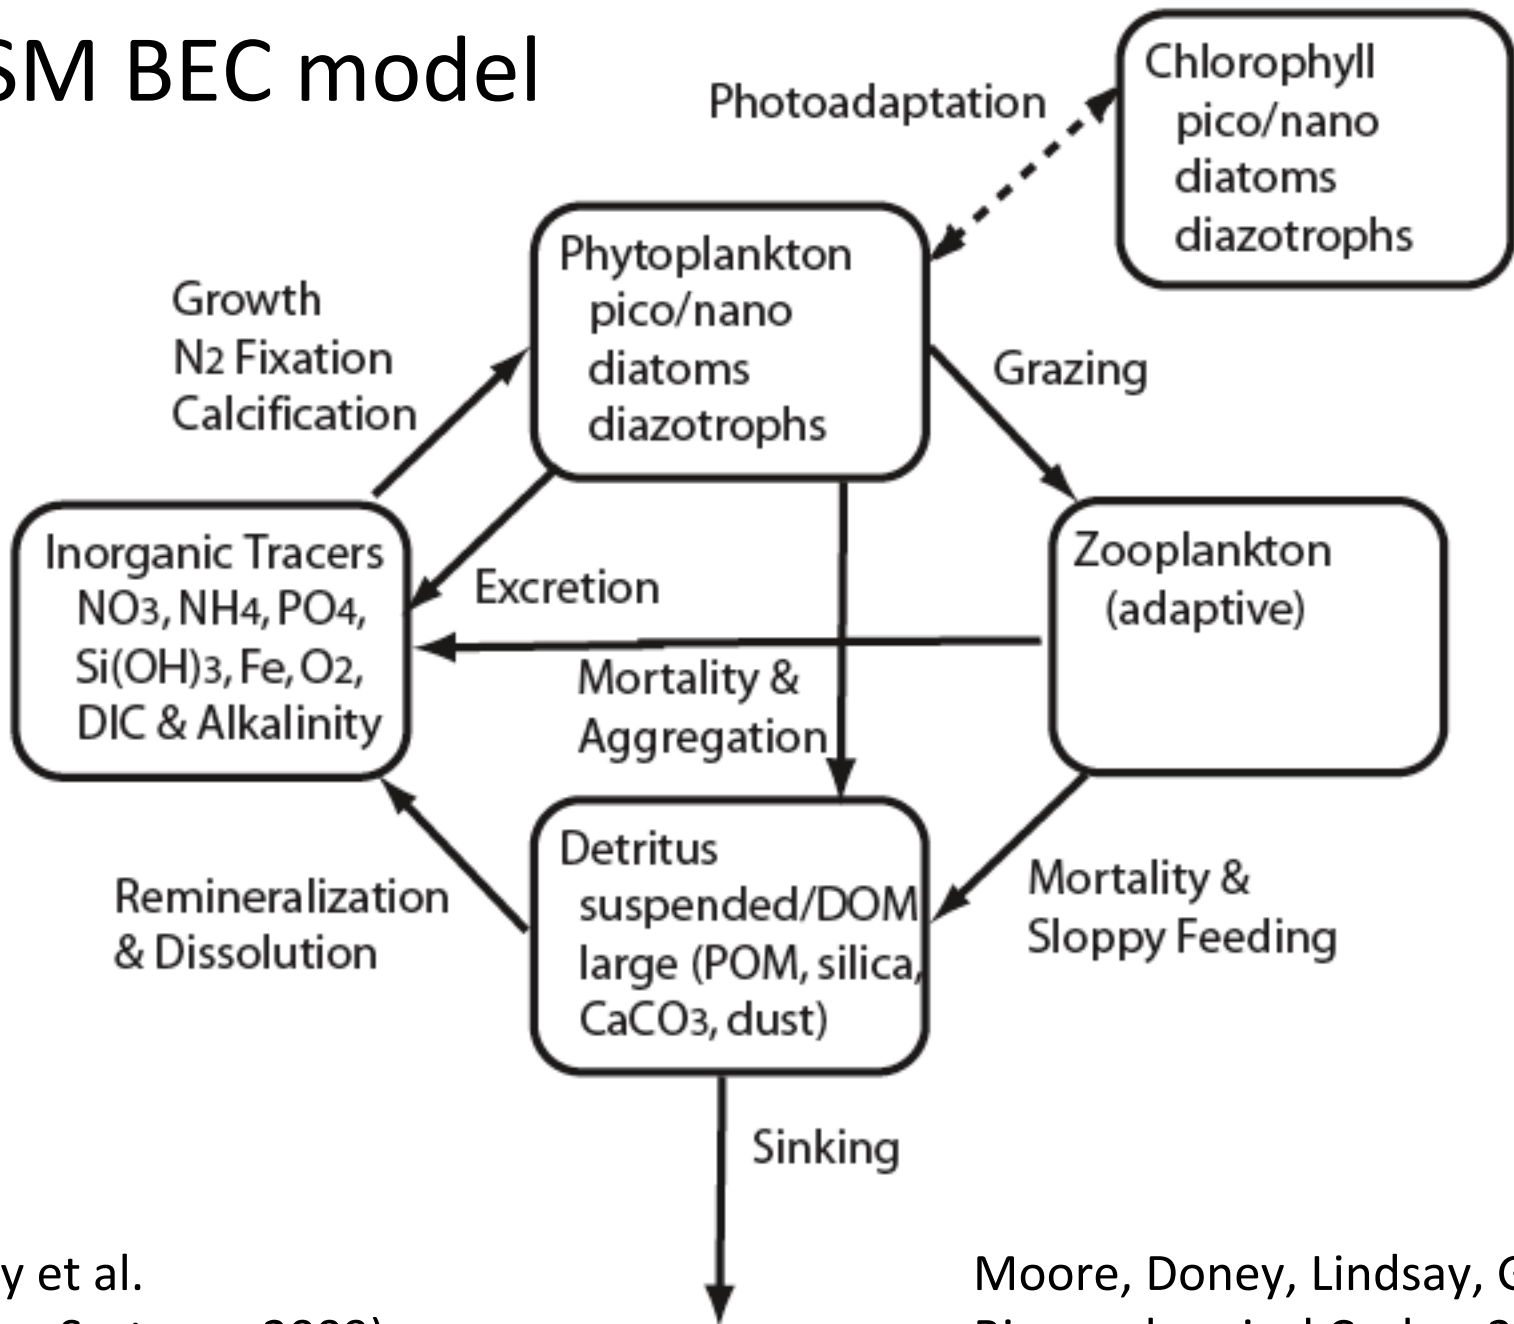 SM BEC model
Chlorophyll
pico/nano
diatoms
diazotrophs
Photoadaptation
Phytoplankton
pico/nano
diatoms
diazotrophs
Growth
N2 Fixation
Calcification
Grazing
Inorganic Tracers
NO3, NH4, PO4,
Si(OH)3, Fe, O2,
DIC & Alkalinity
Excretion
Zooplankton
(adaptive)
Mortality &
Aggregation
Detritus
suspended/DOM
large (POM, silica,
CaCO3, dust)
Remineralization
& Dissolution
Mortality &
Sloppy Feeding
Sinking
y et al.
Moore, Doney, Lindsay, G